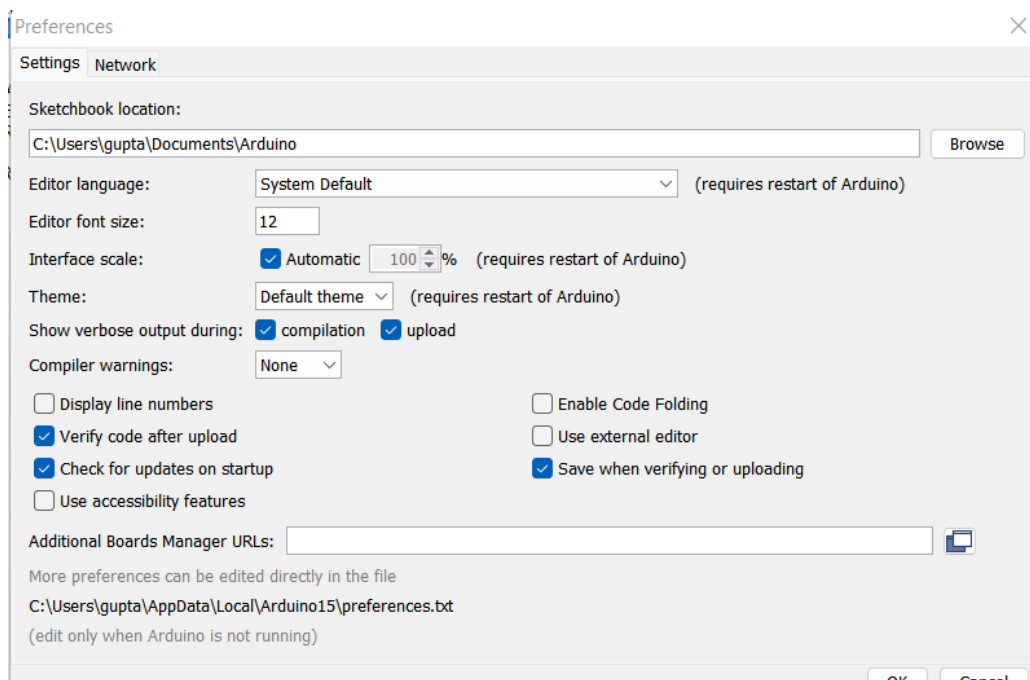 Preferences
Settings Network
Sketchbook location:
C:\Users\gupta\Documents\Arduino Browse
Editor language: System Default (requires restart of Arduino)
Editor font size: 12
Interface scale: Automatic 100 % (requires restart of Arduino)
Theme: Default theme (requires restart of Arduino)
Show verbose output during: compilation upload
Compiler warnings: None
Display line numbers Enable Code Folding
Verify code after upload Use external editor
Check for updates on startup Save when verifying or uploading
Use accessibility features
Additional Boards Manager URLs:
More preferences can be edited directly in the file
C:\Users\gupta\AppData\Local\Arduino15\preferences.txt
(edit only when Arduino is not running)
OK Cancel